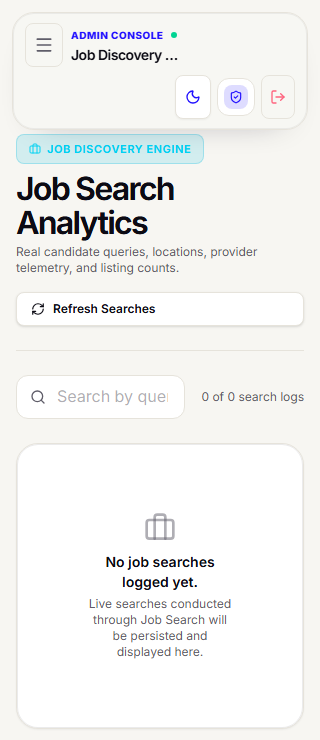 ADMIN CONSOLE
Job Discovery ...
JOB DISCOVERY ENGINE
Job Search
Analytics
Real candidate queries, locations, provider
telemetry, and listing counts.
Refresh Searches
Search by que
0 of 0 search logs
No job searches
logged yet.
Live searches conducted
through Job Search will
be persisted and
displayed here.